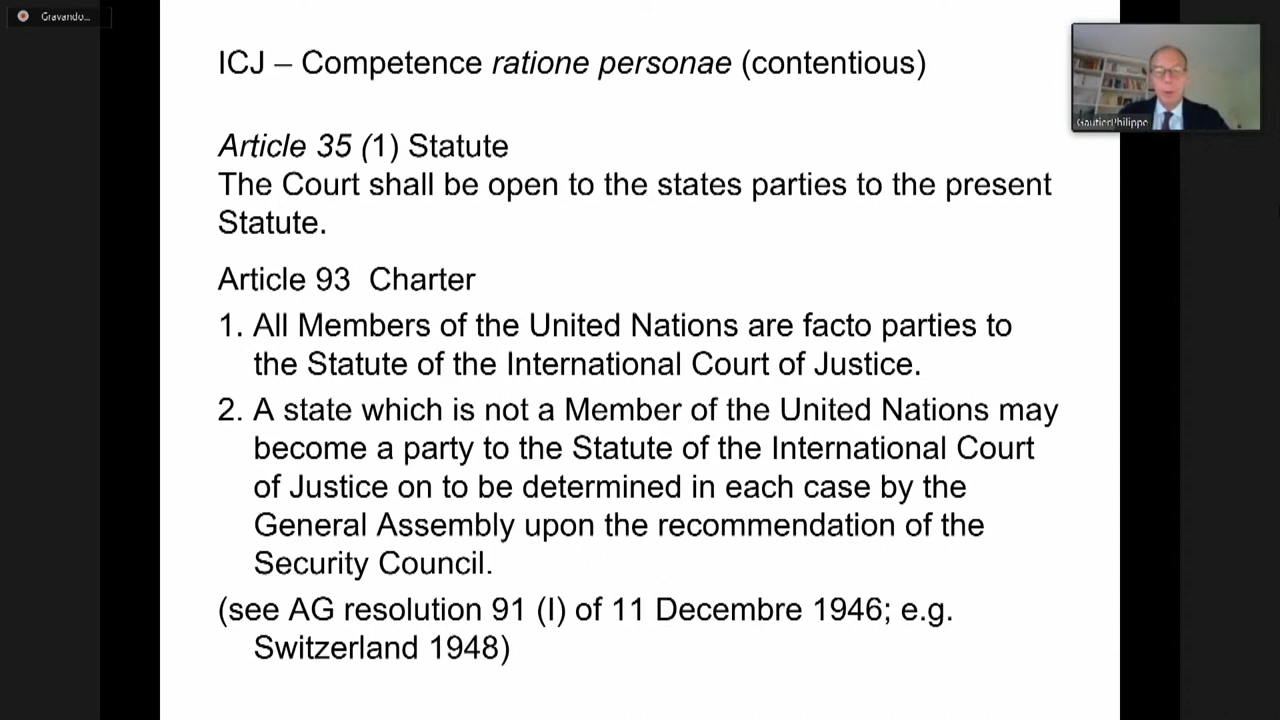 Gravando...
ICJ – Competence ratione personae (contentious)
GautierPhilippe
Article 35 (1) Statute
The Court shall be open to the states parties to the present
Statute.
Article 93 Charter
1. All Members of the United Nations are facto parties to
the Statute of the International Court of Justice.
2. A state which is not a Member of the United Nations may
become a party to the Statute of the International Court
of Justice on to be determined in each case by the
General Assembly upon the recommendation of the
Security Council.
(see AG resolution 91 (I) of 11 Decembre 1946; e.g.
Switzerland 1948)